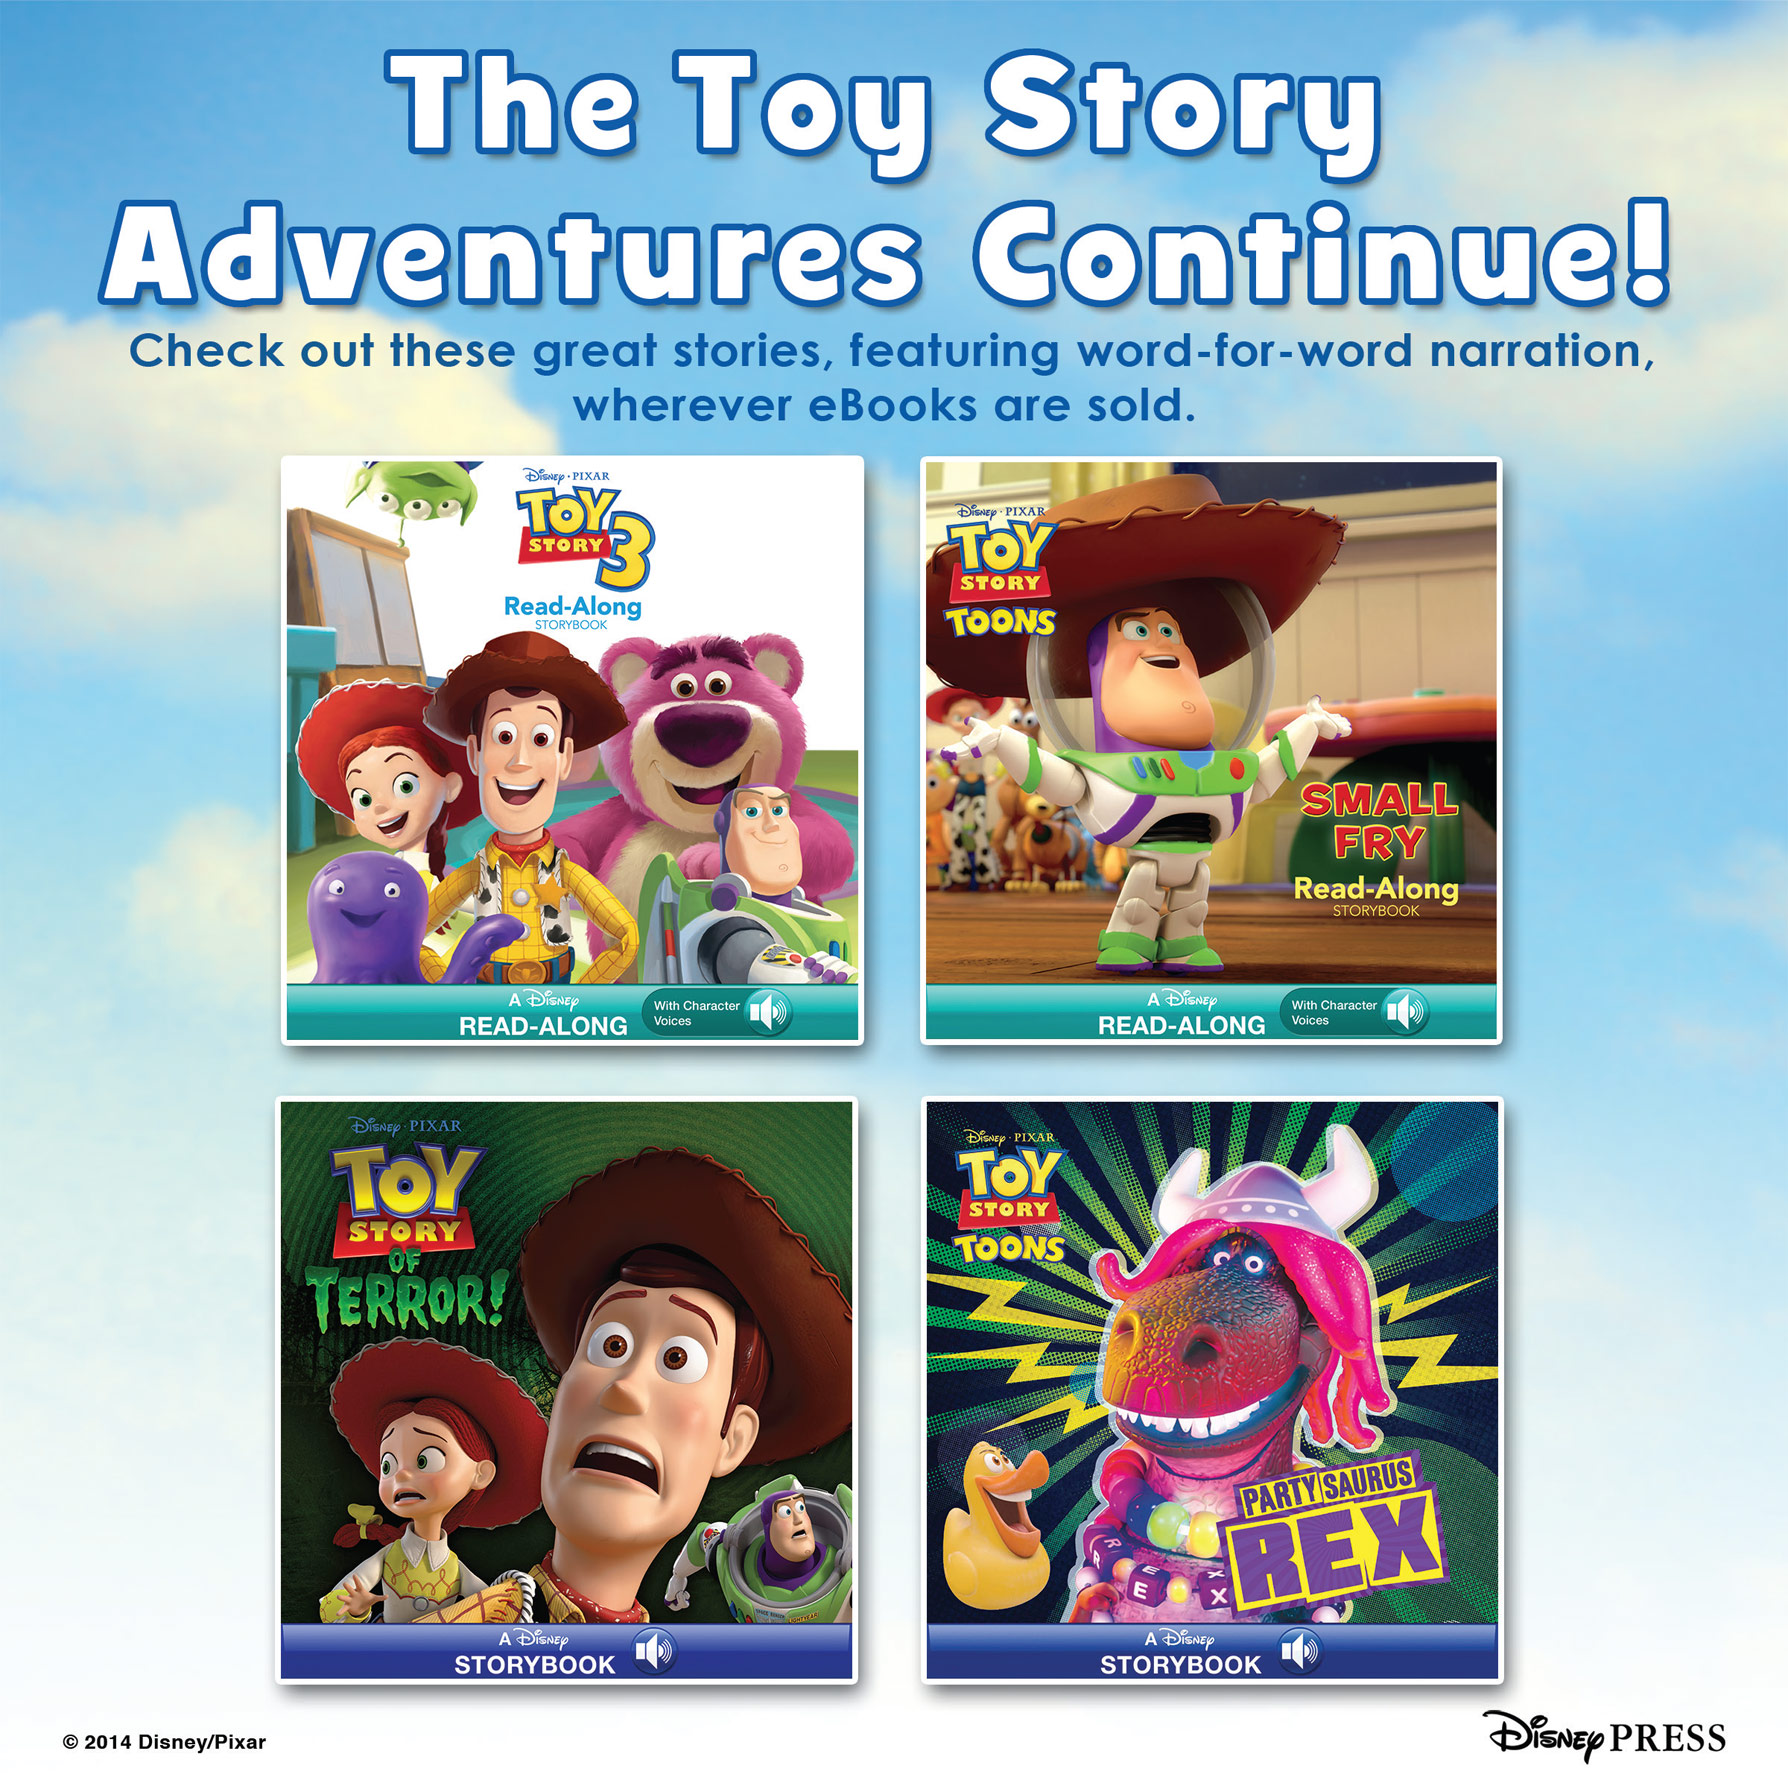 The Toy Story
Adventures Continue!
Check out these great stories, featuring word-for-word narration,
wherever eBooks are sold.
Disney · PIXAR
TOY
STORY 3
Read-Along
STORYBOOK
A Disney
READ-ALONG
With Character
Voices
Disney · PIXAR
TOY
STORY
TOONS
SMALL
FRY
Read-Along
STORYBOOK
A Disney
READ-ALONG
With Character
Voices
Disney · PIXAR
TOY
STORY
OF
TERROR!
SPACE RANGER
LIGHTYEAR
A Disney
STORYBOOK
Disney · PIXAR
TOY
STORY
TOONS
PARTYSAURUS
REX
R E X
A Disney
STORYBOOK
© 2014 Disney/Pixar
Disney PRESS